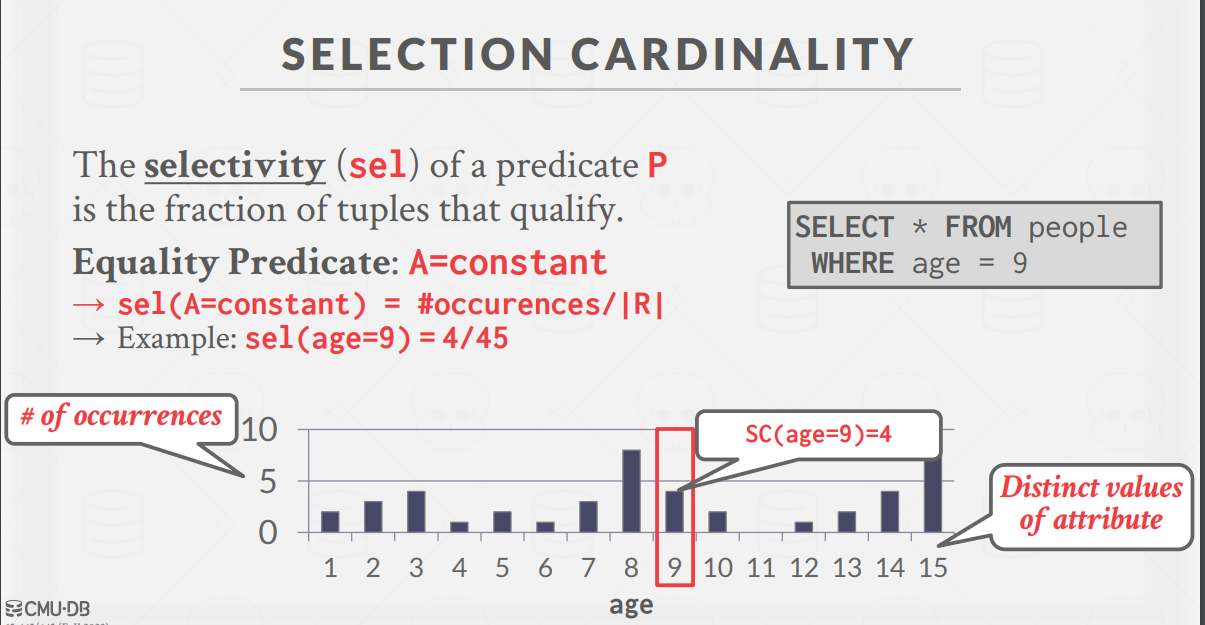 SELECTION CARDINALITY
The selectivity (sel) of a predicate P
is the fraction of tuples that qualify.
Equality Predicate: A=constant
→ sel(A=constant) = #occurences/|R|
→ Example: sel(age=9) = 4/45
SELECT * FROM people
WHERE age = 9
# of occurrences
10
5
0
SC(age=9)=4
Distinct values
of attribute
1 2 3 4 5 6 7 8 9 10 11 12 13 14 15
age
CMU·DB